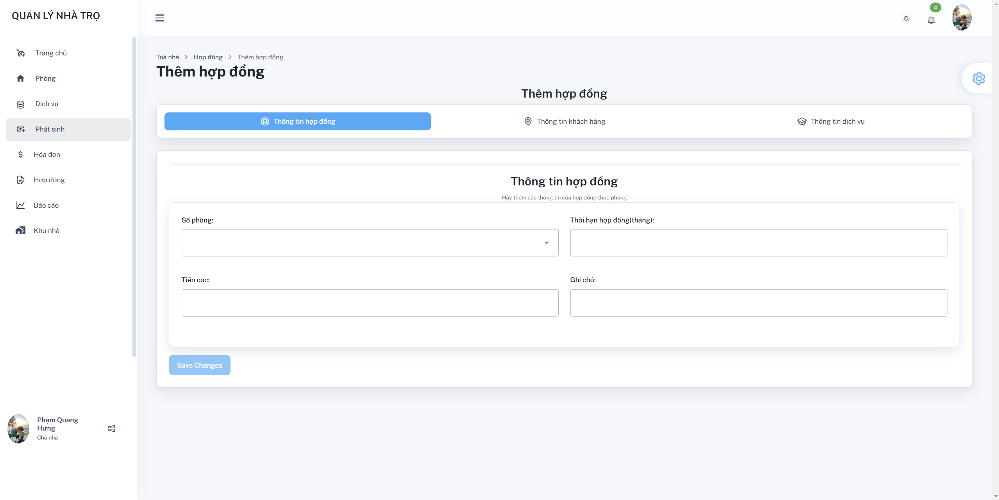 QUẢN LÝ NHÀ TRỌ
4
Trang chủ
Phòng
Dịch vụ
Phát sinh
Hóa đơn
Hợp đồng
Báo cáo
Khu nhà
Phạm Quang
Hưng
Chủ nhà
Toà nhà > Hợp đồng > Thêm hợp đồng
Thêm hợp đồng
Thêm hợp đồng
Thông tin hợp đồng
Thông tin khách hàng
Thông tin dịch vụ
Thông tin hợp đồng
Hãy thêm các thông tin của hợp đồng thuê phòng
Số phòng:
Thời hạn hợp đồng(tháng):
Tiền cọc:
Ghi chú:
Save Changes